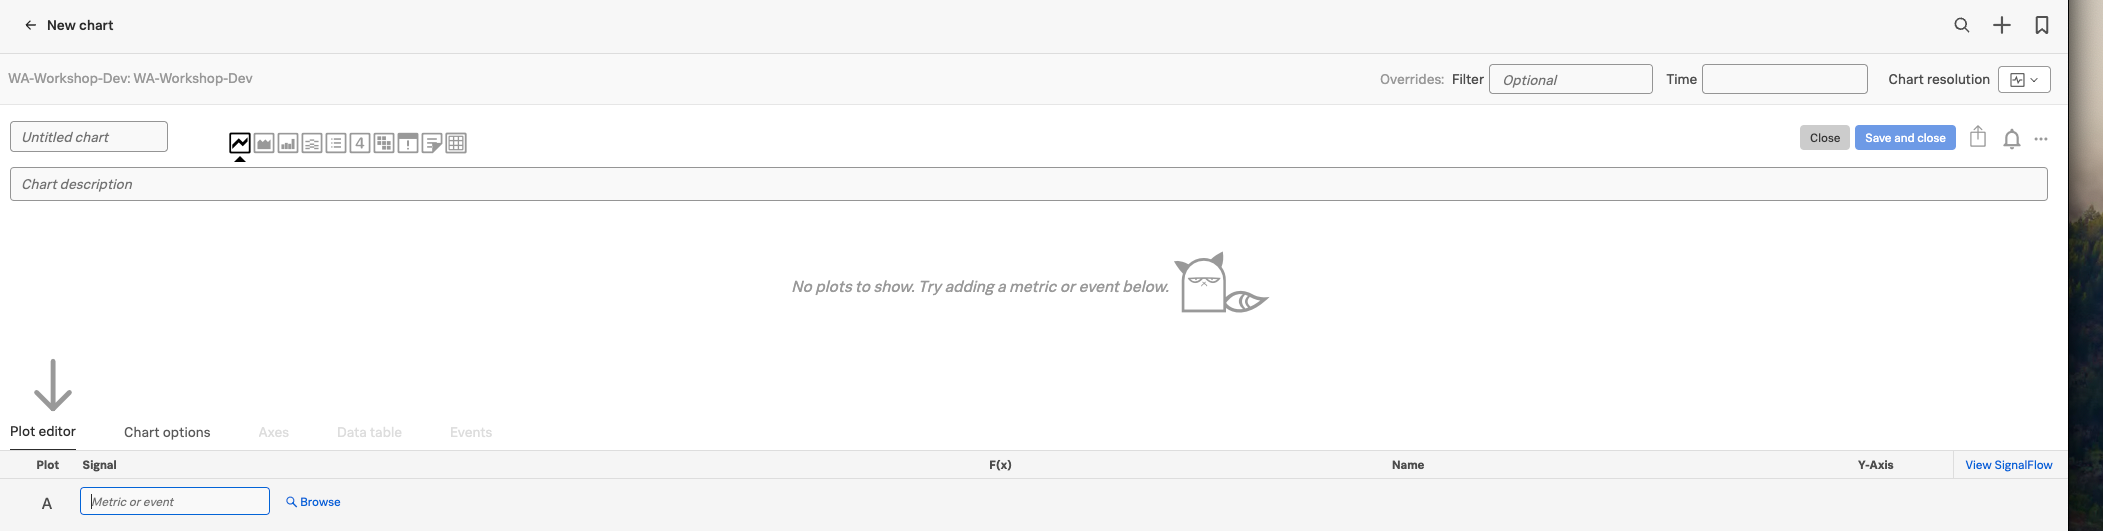 New chart
WA-Workshop-Dev: WA-Workshop-Dev
Overrides: Filter Optional Time Chart resolution
Untitled chart
4
Close Save and close
Chart description
No plots to show. Try adding a metric or event below.
Plot editor Chart options Axes Data table Events
Plot Signal F(x) Name Y-Axis View SignalFlow
A Metric or event Browse